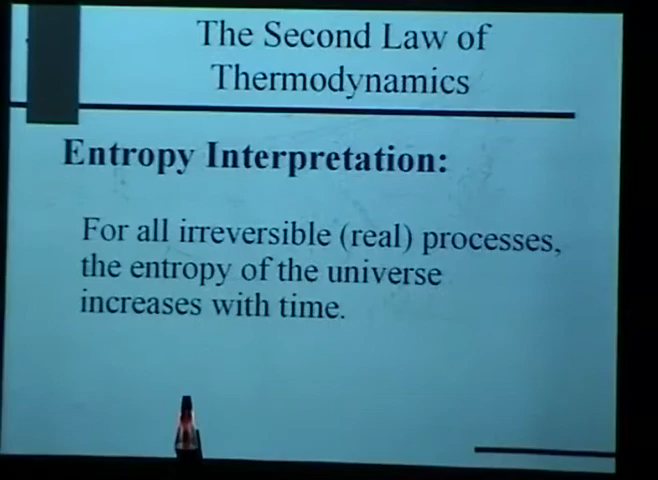 The Second Law of
Thermodynamics
Entropy Interpretation:
For all irreversible (real) processes,
the entropy of the universe
increases with time.